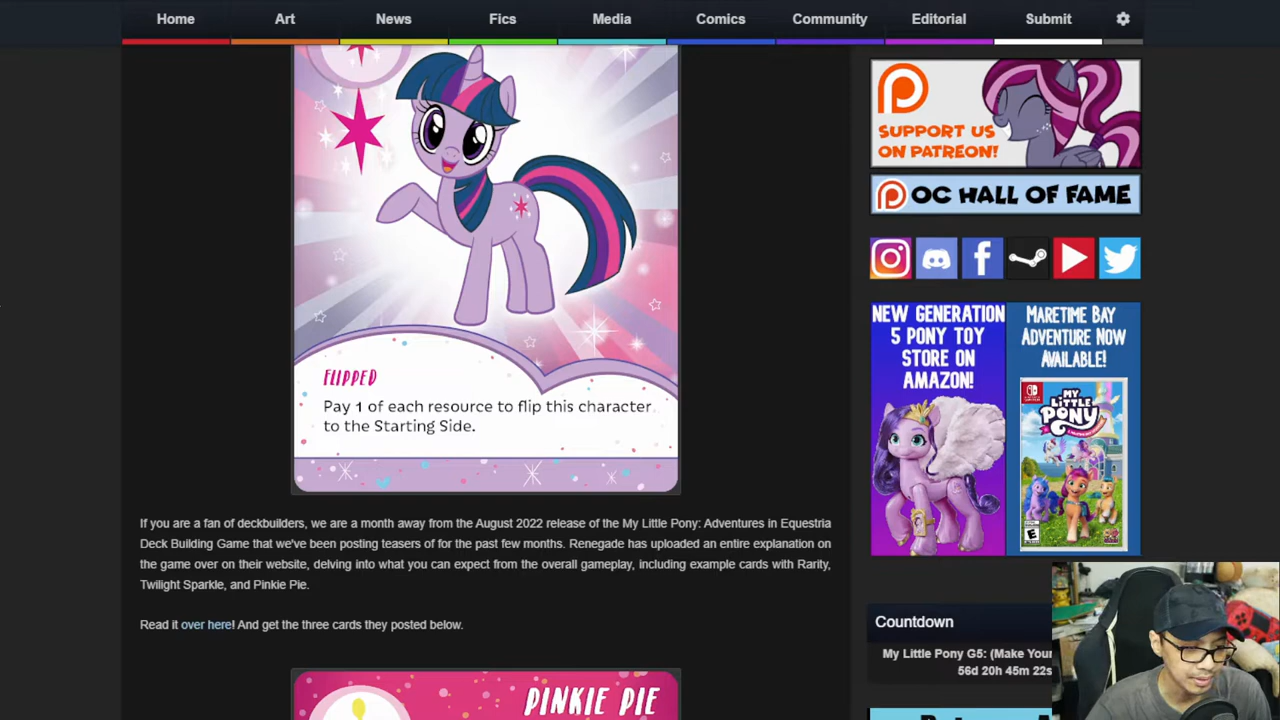 Home Art News Fics Media Comics Community Editorial Submit
SUPPORT US
ON PATREON!
OC HALL OF FAME
NEW GENERATION
5 PONY TOY
STORE ON
AMAZON!
MARETIME BAY
ADVENTURE NOW
AVAILABLE!
MY
LITTLE
PONY
FLIPPED
Pay 1 of each resource to flip this character
to the Starting Side.
If you are a fan of deckbuilders, we are a month away from the August 2022 release of the My Little Pony: Adventures in Equestria
Deck Building Game that we've been posting teasers of for the past few months. Renegade has uploaded an entire explanation on
the game over on their website, delving into what you can expect from the overall gameplay, including example cards with Rarity,
Twilight Sparkle, and Pinkie Pie.
Read it over here! And get the three cards they posted below.
PINKIE PIE
Countdown
My Little Pony G5: (Make Your
56d 20h 45m 22s